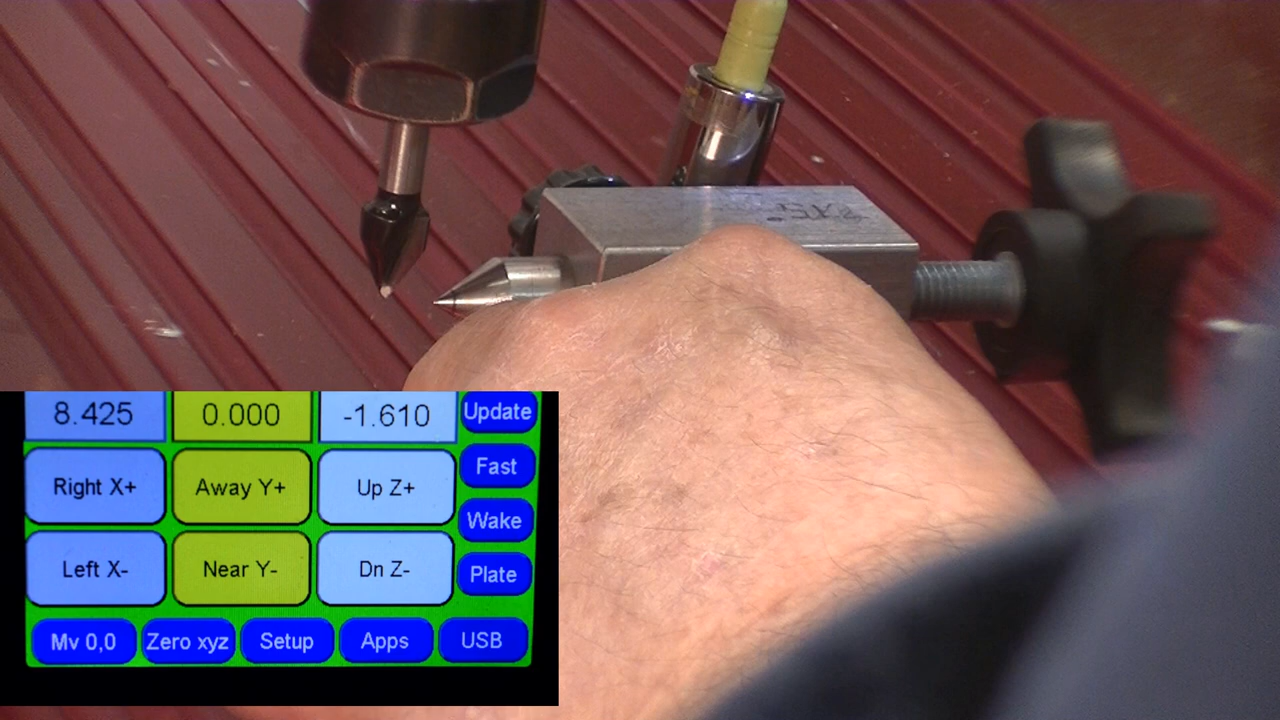 8.425 0.000 -1.610 Update
Right X+ Away Y+ Up Z+ Fast
Wake
Left X- Near Y- Dn Z- Plate
Mv 0,0 Zero xyz Setup Apps USB